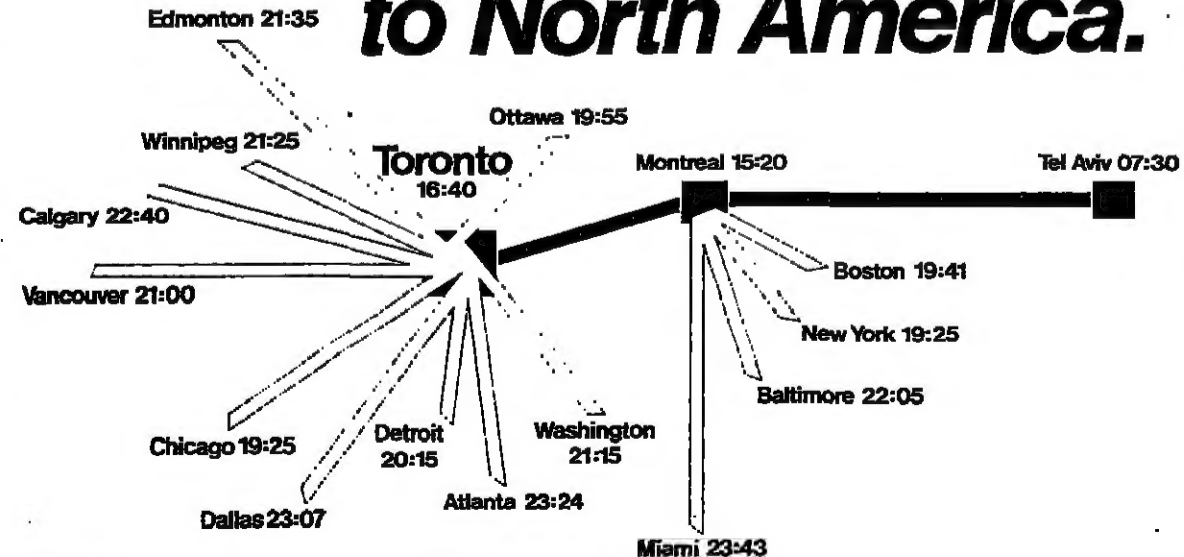 to North America.
Edmonton 21:35
Ottawa 19:55
Winnipeg 21:25
Toronto
16:40
Montreal 15:20
Tel Aviv 07:30
Calgary 22:40
Vancouver 21:00
Boston 19:41
New York 19:25
Baltimore 22:05
Chicago 19:25
Detroit
20:15
Washington
21:15
Atlanta 23:24
Dallas 23:07
Miami 23:43